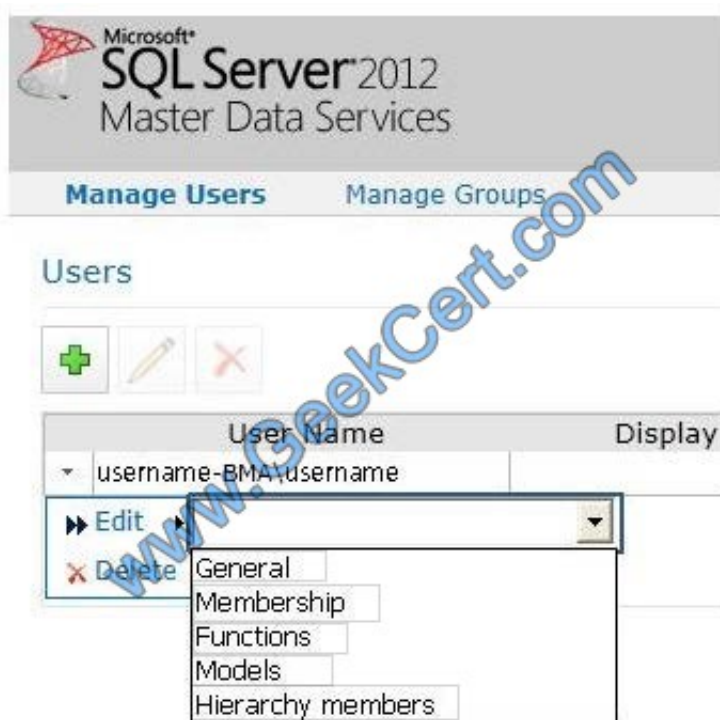 Microsoft®
SQL Server® 2012
Master Data Services
Manage Users Manage Groups
Users
User Name Display
username-BMA\username
Edit
Delete
General
Membership
Functions
Models
Hierarchy members
www.GeekCert.com